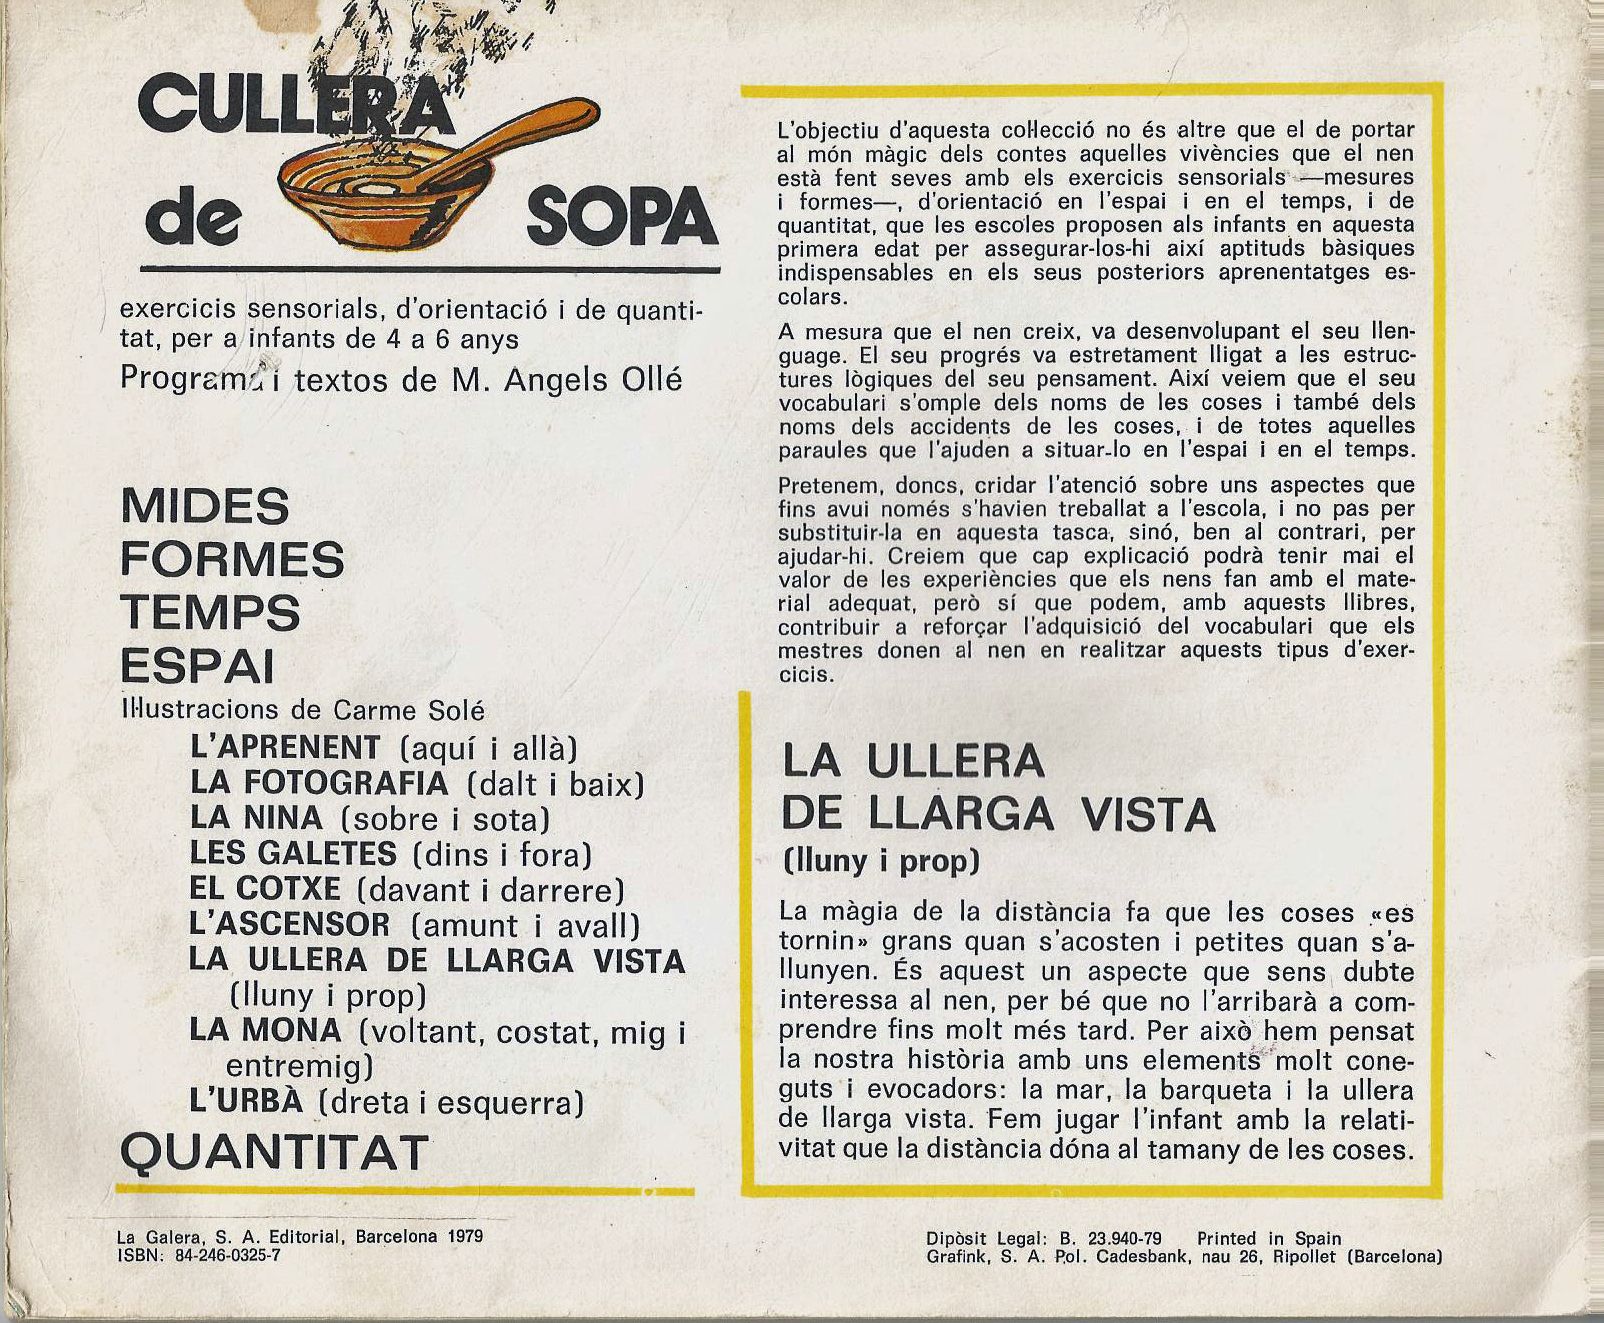 CULLERA
de SOPA
exercicis sensorials, d'orientació i de quanti-
tat, per a infants de 4 a 6 anys
Programa i textos de M. Angels Ollé
MIDES
FORMES
TEMPS
ESPAI
Il·lustracions de Carme Solé
L'APRENENT (aquí i allà)
LA FOTOGRAFIA (dalt i baix)
LA NINA (sobre i sota)
LES GALETES (dins i fora)
EL COTXE (davant i darrere)
L'ASCENSOR (amunt i avall)
LA ULLERA DE LLARGA VISTA
(lluny i prop)
LA MONA (voltant, costat, mig i
entremig)
L'URBÀ (dreta i esquerra)
QUANTITAT
L'objectiu d'aquesta col·lecció no és altre que el de portar
al món màgic dels contes aquelles vivències que el nen
està fent seves amb els exercicis sensorials —mesures
i formes—, d'orientació en l'espai i en el temps, i de
quantitat, que les escoles proposen als infants en aquesta
primera edat per assegurar-los-hi així aptituds bàsiques
indispensables en els seus posteriors aprenentatges es-
colars.
A mesura que el nen creix, va desenvolupant el seu llen-
guage. El seu progrés va estretament lligat a les estruc-
tures lògiques del seu pensament. Així veiem que el seu
vocabulari s'omple dels noms de les coses i també dels
noms dels accidents de les coses, i de totes aquelles
paraules que l'ajuden a situar-lo en l'espai i en el temps.
Pretenem, doncs, cridar l'atenció sobre uns aspectes que
fins avui només s'havien treballat a l'escola, i no pas per
substituir-la en aquesta tasca, sinó, ben al contrari, per
ajudar-hi. Creiem que cap explicació podrà tenir mai el
valor de les experiències que els nens fan amb el mate-
rial adequat, però sí que podem, amb aquests llibres,
contribuir a reforçar l'adquisició del vocabulari que els
mestres donen al nen en realitzar aquests tipus d'exer-
cicis.
LA ULLERA
DE LLARGA VISTA
(lluny i prop)
La màgia de la distància fa que les coses «es
tornin» grans quan s'acosten i petites quan s'a-
llunyen. És aquest un aspecte que sens dubte
interessa al nen, per bé que no l'arribarà a com-
prendre fins molt més tard. Per això hem pensat
la nostra història amb uns elements molt cone-
guts i evocadors: la mar, la barqueta i la ullera
de llarga vista. Fem jugar l'infant amb la relati-
vitat que la distància dóna al tamany de les coses.
La Galera, S. A. Editorial, Barcelona 1979
ISBN: 84-246-0325-7
Dipòsit Legal: B. 23.940-79 Printed in Spain
Grafink, S. A. Pol. Cadesbank, nau 26, Ripollet (Barcelona)